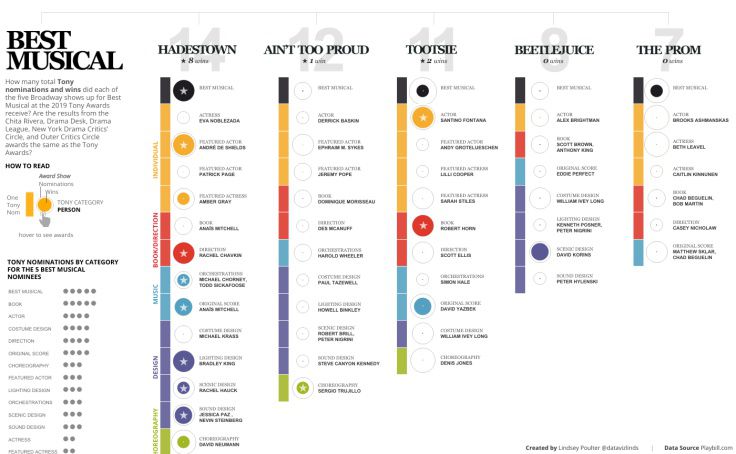 BEST
MUSICAL
How many total Tony
nominations and wins did each of
the five Broadway shows up for Best
Musical at the 2019 Tony Awards
receive? Are the results from the
Chita Rivera, Drama Desk, Drama
League, New York Drama Critics'
Circle, and Outer Critics Circle
awards the same as the Tony
Awards?
HOW TO READ
Award Show
Nominations
Wins
One
Tony
Nom
TONY CATEGORY
PERSON
hover to see awards
TONY NOMINATIONS BY CATEGORY
FOR THE 5 BEST MUSICAL
NOMINEES
BEST MUSICAL
BOOK
ACTOR
COSTUME DESIGN
DIRECTION
ORIGINAL SCORE
CHOREOGRAPHY
FEATURED ACTOR
LIGHTING DESIGN
ORCHESTRATIONS
SCENIC DESIGN
SOUND DESIGN
ACTRESS
FEATURED ACTRESS
INDIVIDUAL
BOOK/DIRECTION
MUSIC
DESIGN
HOREOGRAPHY
14
HADESTOWN
★ 8 wins
BEST MUSICAL
ACTRESS
EVA NOBLEZADA
FEATURED ACTOR
ANDRÉ DE SHIELDS
FEATURED ACTOR
PATRICK PAGE
FEATURED ACTRESS
AMBER GRAY
BOOK
ANAÏS MITCHELL
DIRECTION
RACHEL CHAVKIN
ORCHESTRATIONS
MICHAEL CHORNEY,
TODD SICKAFOOSE
ORIGINAL SCORE
ANAÏS MITCHELL
COSTUME DESIGN
MICHAEL KRASS
LIGHTING DESIGN
BRADLEY KING
SCENIC DESIGN
RACHEL HAUCK
SOUND DESIGN
JESSICA PAZ ,
NEVIN STEINBERG
CHOREOGRAPHY
DAVID NEUMANN
12
AIN'T TOO PROUD
★ 1 win
BEST MUSICAL
ACTOR
DERRICK BASKIN
FEATURED ACTOR
EPHRAIM M. SYKES
FEATURED ACTOR
JEREMY POPE
BOOK
DOMINIQUE MORISSEAU
DIRECTION
DES MCANUFF
ORCHESTRATIONS
HAROLD WHEELER
COSTUME DESIGN
PAUL TAZEWELL
LIGHTING DESIGN
HOWELL BINKLEY
SCENIC DESIGN
ROBERT BRILL,
PETER NIGRINI
SOUND DESIGN
STEVE CANYON KENNEDY
CHOREOGRAPHY
SERGIO TRUJILLO
11
TOOTSIE
★ 2 wins
BEST MUSICAL
ACTOR
SANTINO FONTANA
FEATURED ACTOR
ANDY GROTELUESCHEN
FEATURED ACTRESS
LILLI COOPER
FEATURED ACTRESS
SARAH STILES
BOOK
ROBERT HORN
DIRECTION
SCOTT ELLIS
ORCHESTRATIONS
SIMON HALE
ORIGINAL SCORE
DAVID YAZBEK
COSTUME DESIGN
WILLIAM IVEY LONG
CHOREOGRAPHY
DENIS JONES
8
BEETLEJUICE
0 wins
BEST MUSICAL
ACTOR
ALEX BRIGHTMAN
BOOK
SCOTT BROWN,
ANTHONY KING
ORIGINAL SCORE
EDDIE PERFECT
COSTUME DESIGN
WILLIAM IVEY LONG
LIGHTING DESIGN
KENNETH POSNER,
PETER NIGRINI
SCENIC DESIGN
DAVID KORINS
SOUND DESIGN
PETER HYLENSKI
7
THE PROM
0 wins
BEST MUSICAL
ACTOR
BROOKS ASHMANSKAS
ACTRESS
BETH LEAVEL
ACTRESS
CAITLIN KINNUNEN
BOOK
CHAD BEGUELIN,
BOB MARTIN
DIRECTION
CASEY NICHOLAW
ORIGINAL SCORE
MATTHEW SKLAR,
CHAD BEGUELIN
Created by Lindsey Poulter @datavizlinds | Data Source Playbill.com